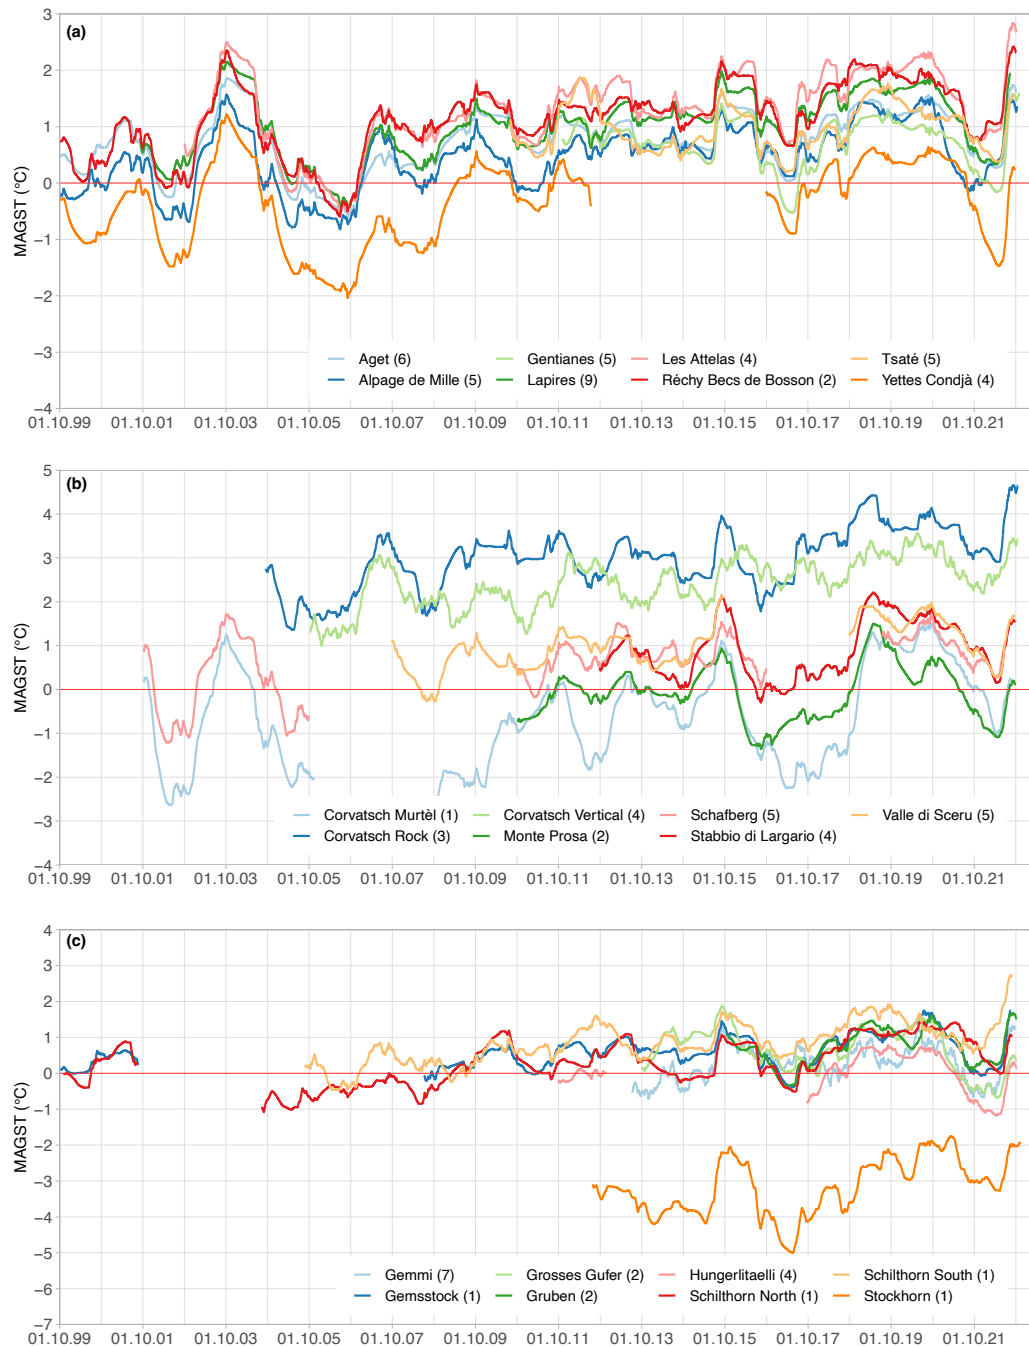 (a)
MAGST (°C)
3
2
1
0
−1
−2
−3
−4
Aget (6)
Gentianes (5)
Les Attelas (4)
Tsaté (5)
Alpage de Mille (5)
Lapires (9)
Réchy Becs de Bosson (2)
Yettes Condjà (4)
01.10.99 01.10.01 01.10.03 01.10.05 01.10.07 01.10.09 01.10.11 01.10.13 01.10.15 01.10.17 01.10.19 01.10.21
(b)
MAGST (°C)
5
4
3
2
1
0
−1
−2
−3
−4
Corvatsch Murtèl (1)
Corvatsch Vertical (4)
Schafberg (5)
Valle di Sceru (5)
Corvatsch Rock (3)
Monte Prosa (2)
Stabbio di Largario (4)
01.10.99 01.10.01 01.10.03 01.10.05 01.10.07 01.10.09 01.10.11 01.10.13 01.10.15 01.10.17 01.10.19 01.10.21
(c)
MAGST (°C)
4
3
2
1
0
−1
−2
−3
−4
−5
−6
−7
Gemmi (7)
Grosses Gufer (2)
Hungerlitaelli (4)
Schilthorn South (1)
Gemsstock (1)
Gruben (2)
Schilthorn North (1)
Stockhorn (1)
01.10.99 01.10.01 01.10.03 01.10.05 01.10.07 01.10.09 01.10.11 01.10.13 01.10.15 01.10.17 01.10.19 01.10.21